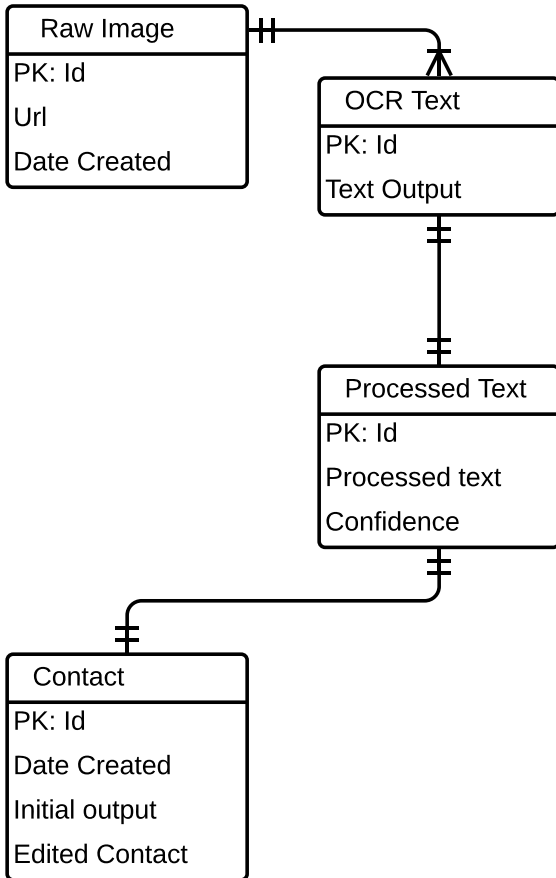 Raw Image
PK: Id
Url
Date Created
OCR Text
PK: Id
Text Output
Processed Text
PK: Id
Processed text
Confidence
Contact
PK: Id
Date Created
Initial output
Edited Contact